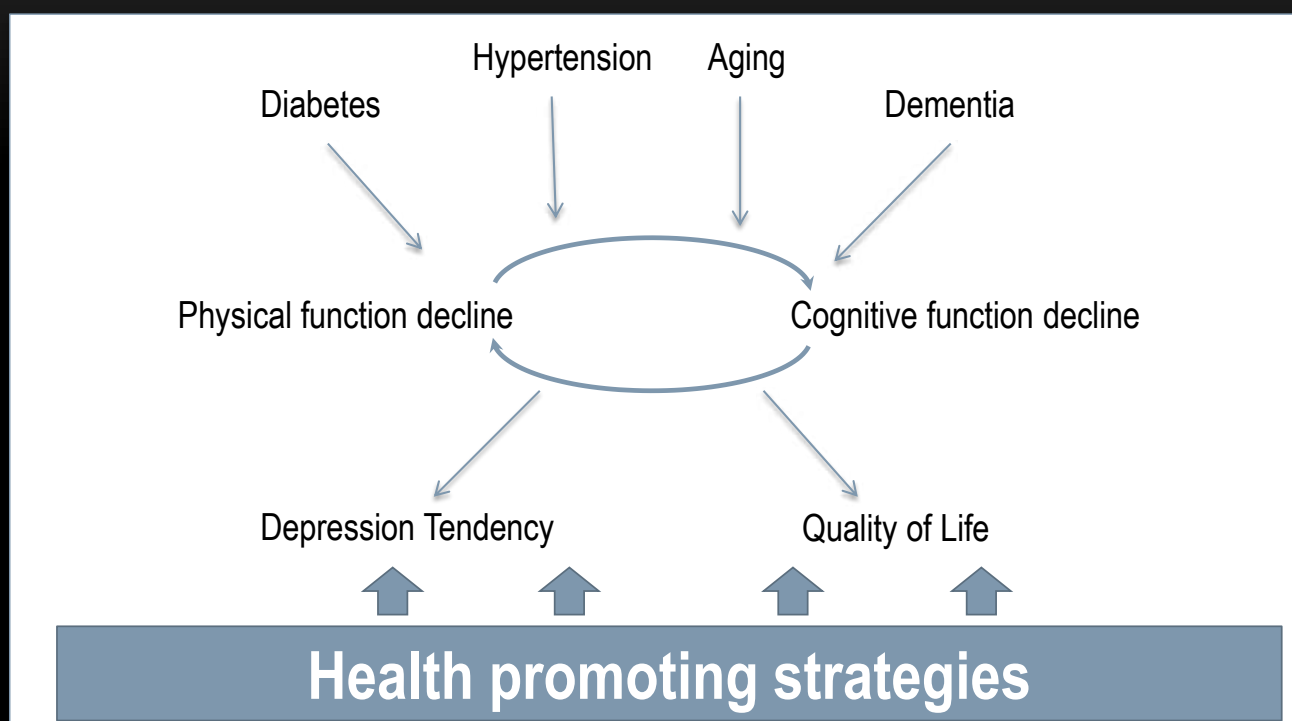 Hypertension
Aging
Diabetes
Dementia
Physical function decline
Cognitive function decline
Depression Tendency
Quality of Life
Health promoting strategies